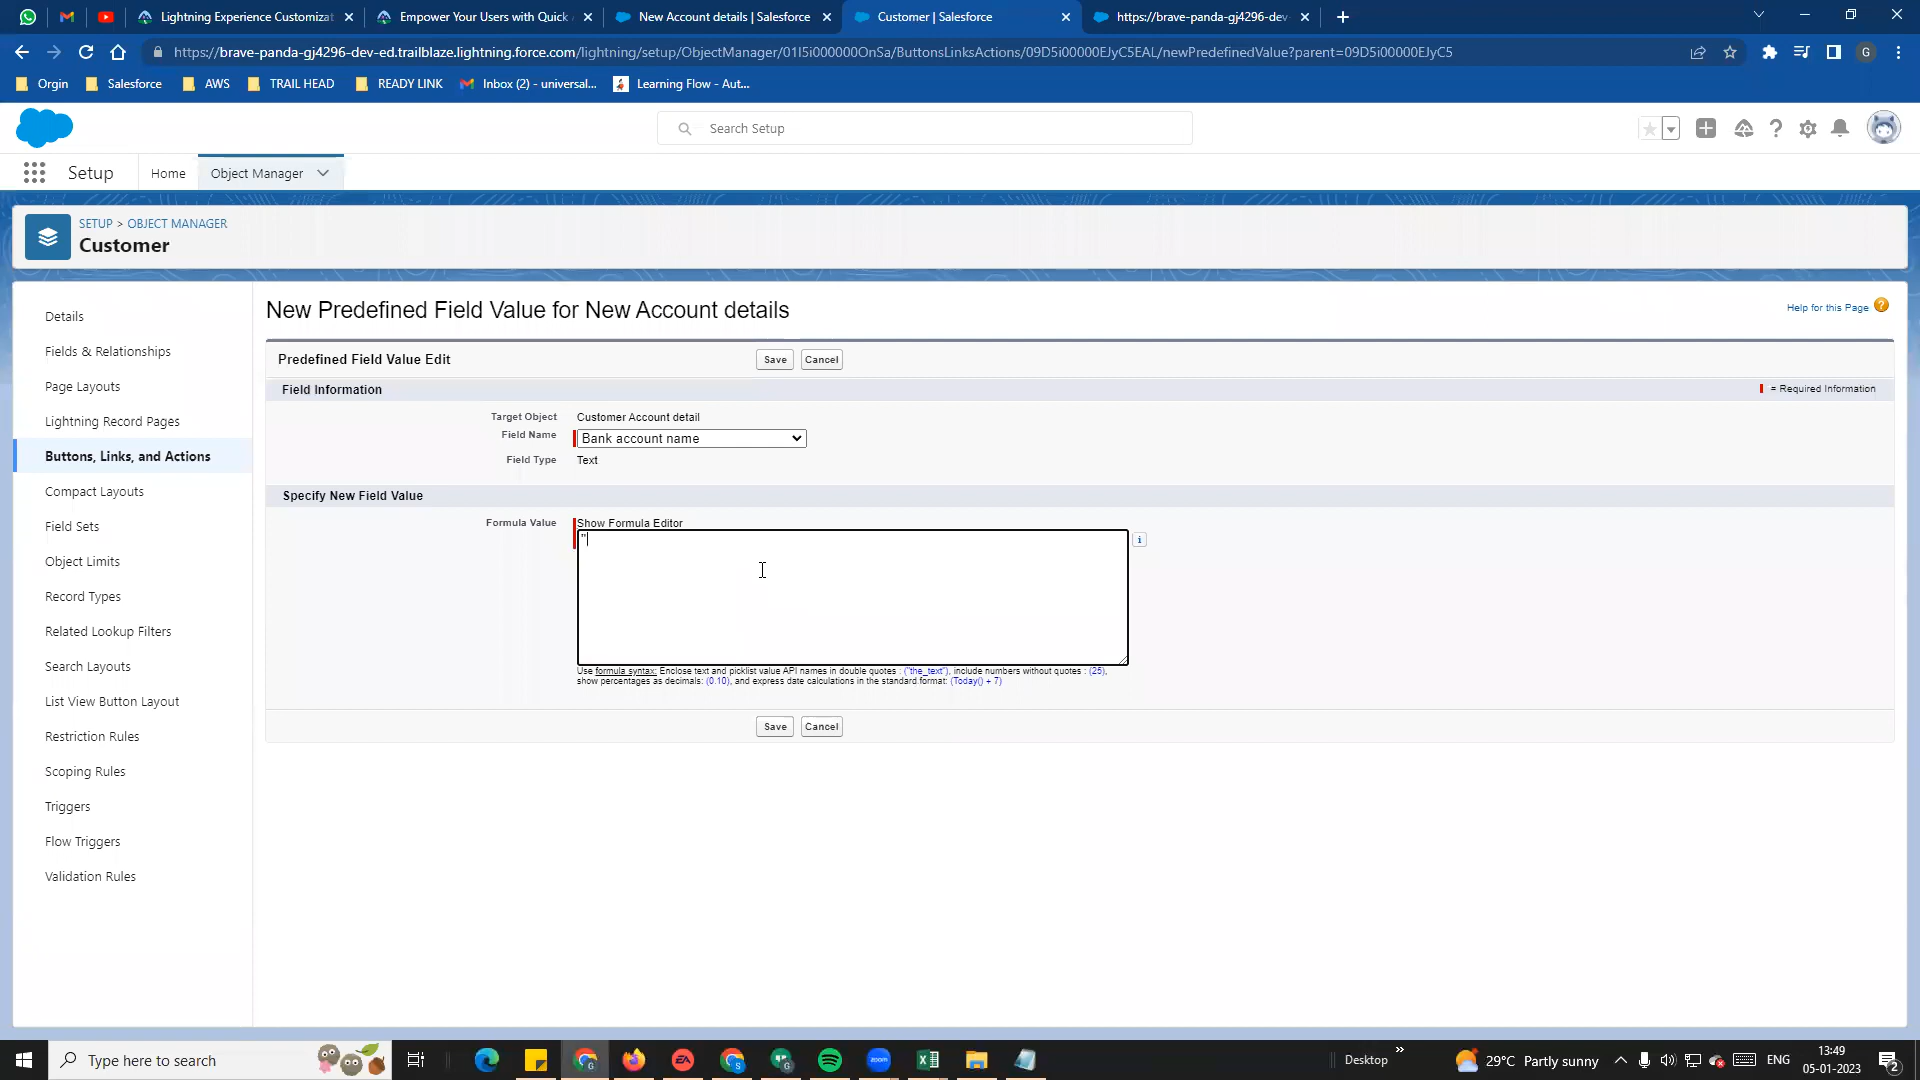 Lightning Experience Customizat
Empower Your Users with Quick
New Account details | Salesforce
Customer | Salesforce
https://brave-panda-gj4296-dev
https://brave-panda-gj4296-dev-ed.trailblaze.lightning.force.com/lightning/setup/ObjectManager/01I5i000000OnSa/ButtonsLinksActions/09D5i00000EJyC5EAL/newPredefinedValue?parent=09D5i00000EJyC5
G
Orgin
Salesforce
AWS
TRAIL HEAD
READY LINK
Inbox (2) - universal...
Learning Flow - Aut...
Search Setup
Setup
Home
Object Manager
SETUP > OBJECT MANAGER
Customer
Details
Fields & Relationships
Page Layouts
Lightning Record Pages
Buttons, Links, and Actions
Compact Layouts
Field Sets
Object Limits
Record Types
Related Lookup Filters
Search Layouts
List View Button Layout
Restriction Rules
Scoping Rules
Triggers
Flow Triggers
Validation Rules
New Predefined Field Value for New Account details
Help for this Page
Predefined Field Value Edit
Save
Cancel
Field Information
= Required Information
Target Object Customer Account detail
Field Name Bank account name
Field Type Text
Specify New Field Value
Formula Value Show Formula Editor
"
Use formula syntax: Enclose text and picklist value API names in double quotes : ("the_text"), include numbers without quotes : (25),
show percentages as decimals: (0.10), and express date calculations in the standard format: (Today() + 7)
Save
Cancel
Type here to search
Desktop
29°C Partly sunny
ENG
13:49
05-01-2023
2